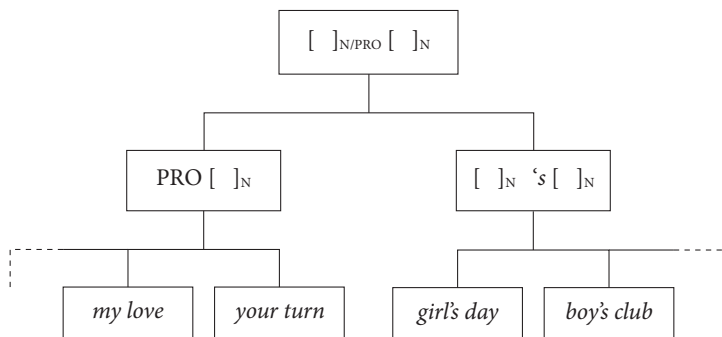 [ ]N/PRO [ ]N
PRO [ ]N
[ ]N ‘s [ ]N
my love
your turn
girl's day
boy's club